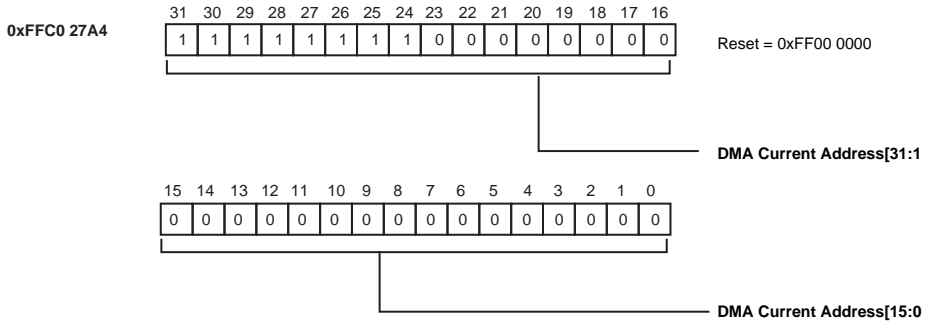 31 30 29 28 27 26 25 24 23 22 21 20 19 18 17 16
0xFFC0 27A4
1 1 1 1 1 1 1 1 0 0 0 0 0 0 0 0
Reset = 0xFF00 0000
DMA Current Address[31:1
15 14 13 12 11 10 9 8 7 6 5 4 3 2 1 0
0 0 0 0 0 0 0 0 0 0 0 0 0 0 0 0
DMA Current Address[15:0